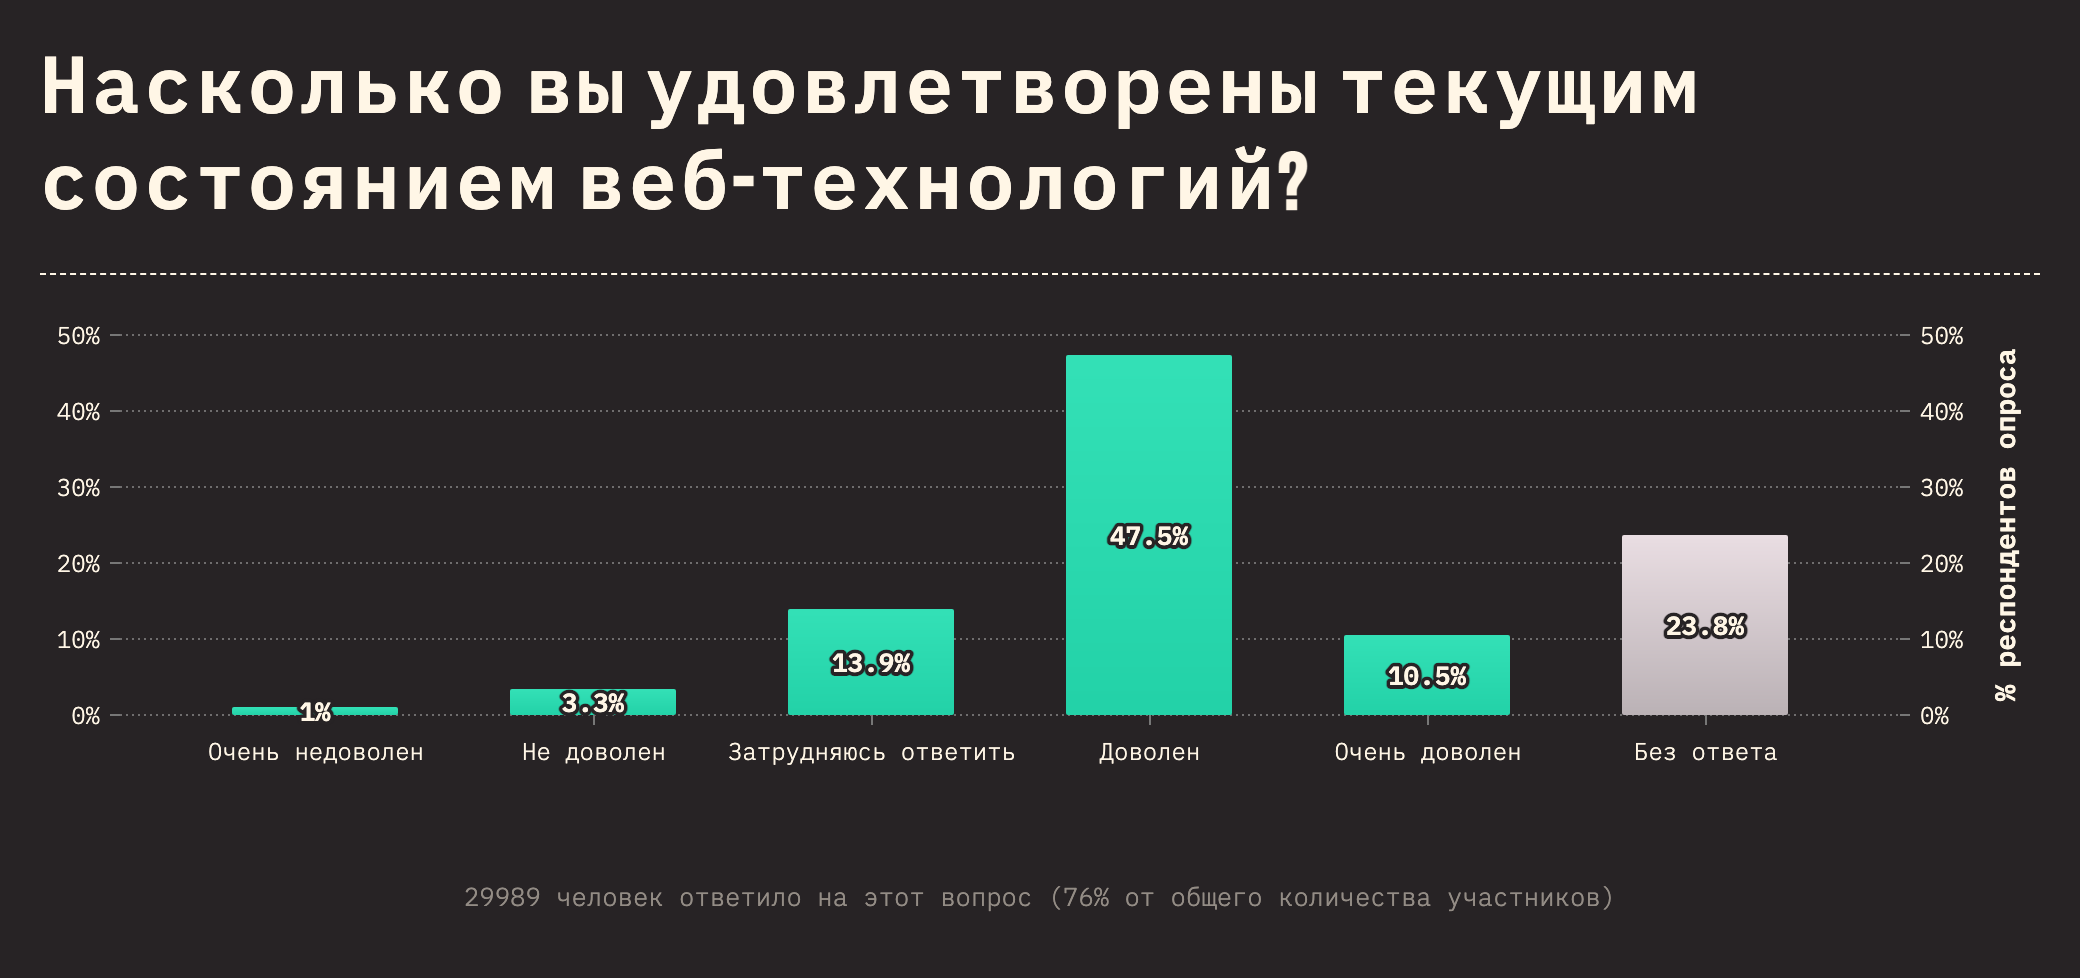 Насколько вы удовлетворены текущим
состоянием веб-технологий?
50%
40%
30%
20%
10%
0%
1%
3.3%
13.9%
47.5%
10.5%
23.8%
50%
40%
30%
20%
10%
0%
% респондентов опроса
Очень недоволен
Не доволен
Затрудняюсь ответить
Доволен
Очень доволен
Без ответа
29989 человек ответило на этот вопрос (76% от общего количества участников)